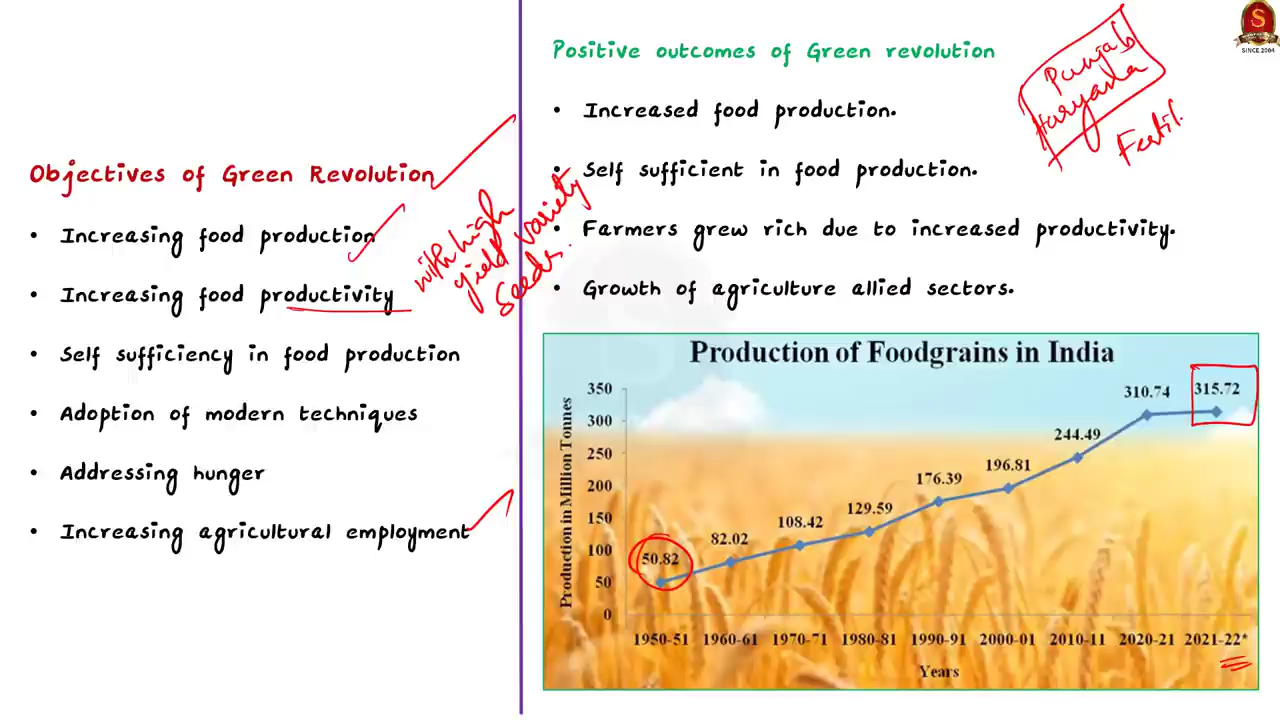 Objectives of Green Revolution
• Increasing food production
• Increasing food productivity
with high
yield variety
seeds.
• Self sufficiency in food production
• Adoption of modern techniques
• Addressing hunger
• Increasing agricultural employment
Positive outcomes of Green revolution
• Increased food production.
• Self sufficient in food production.
• Farmers grew rich due to increased productivity.
• Growth of agriculture allied sectors.
Punjab
Haryana
Fertil.
S
SINCE 2004
Production of Foodgrains in India
Production in Million Tonnes
350
300
250
200
150
100
50
0
50.82
82.02
108.42
129.59
176.39
196.81
244.49
310.74
315.72
1950-51 1960-61 1970-71 1980-81 1990-91 2000-01 2010-11 2020-21 2021-22*
Years